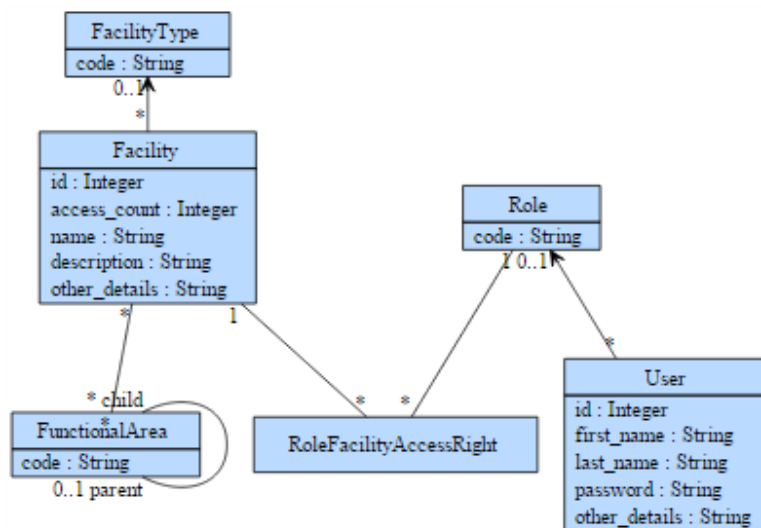 FacilityType
code : String
0..1
*
Facility
id : Integer
access_count : Integer
name : String
description : String
other_details : String
*
1
Role
code : String
1 0..1
*
* child
*
FunctionalArea
code : String
0..1 parent
*
*
RoleFacilityAccessRight
User
id : Integer
first_name : String
last_name : String
password : String
other_details : String